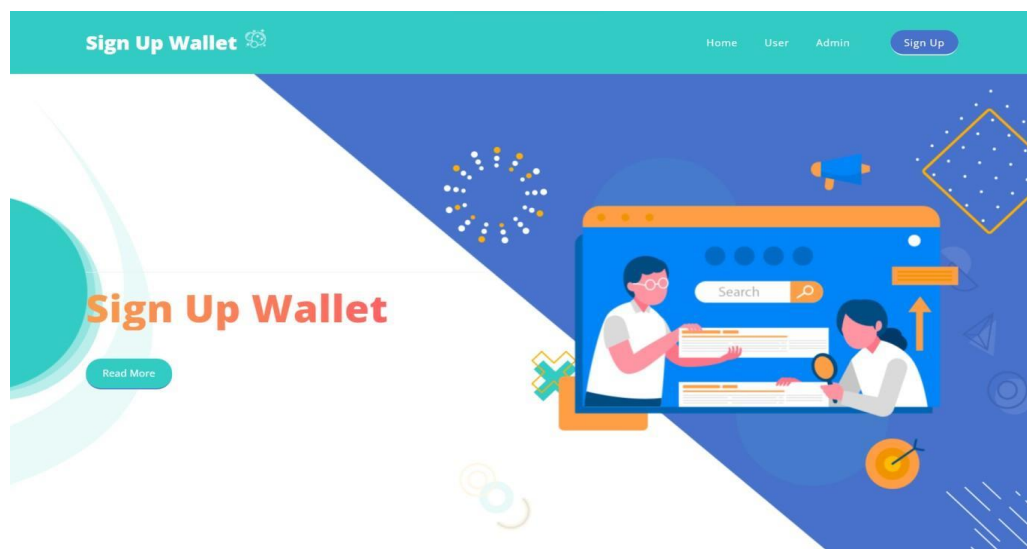 Sign Up Wallet
Home
User
Admin
Sign Up
Search
Sign Up Wallet
Read More